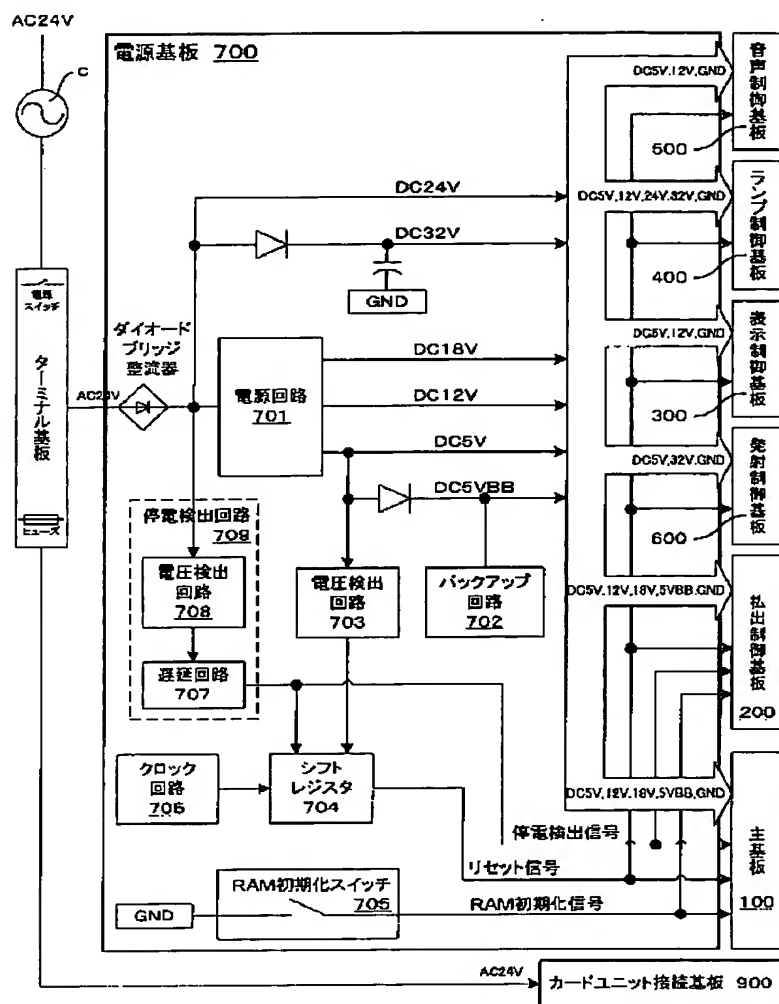 AC24V
C
電源基板 700
DC5V,12V,GND
音声制御基板
500
DC24V
DC5V,12V,24V,32V,GND
ランプ制御基板
400
DC32V
GND
電源
スイッチ
ターミナル基板
ヒューズ
ダイオード
ブリッジ
整流器
AC24V
電源回路
701
DC18V
DC12V
DC5V
DC5V,12V,GND
表示制御基板
300
DC5V,32V,GND
発射制御基板
600
DC5VBB
停電検出回路
709
電圧検出
回路
708
遅延回路
707
電圧検出
回路
703
バックアップ
回路 702
DC5V,12V,18V,5VBB,GND
払出制御基板
200
クロック
回路
706
シフト
レジスタ
704
DC5V,12V,18V,5VBB,GND
停電検出信号
リセット信号
主基板
100
RAM初期化スイッチ
705
GND
RAM初期化信号
AC24V
カードユニット接続基板 900